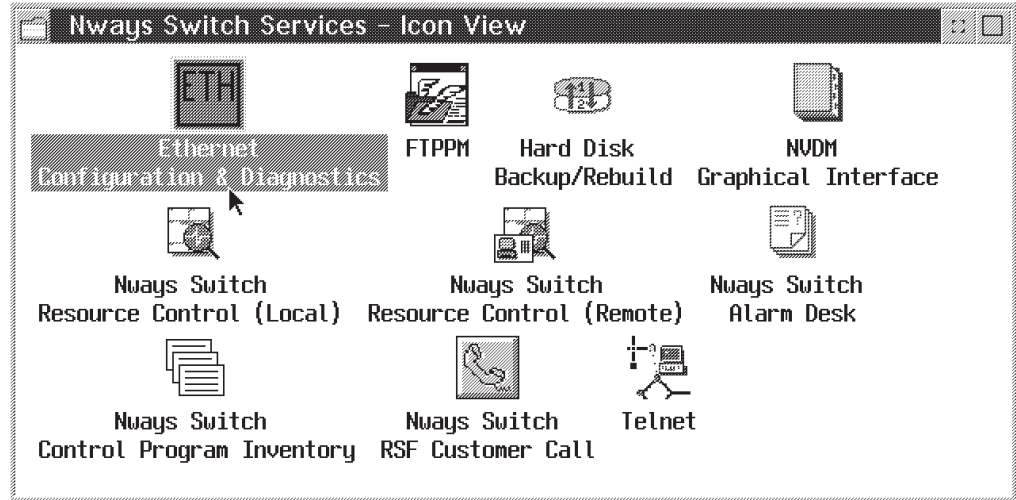 Nways Switch Services - Icon View
ETH
Ethernet
Configuration & Diagnostics
FTPPM
1
2
Hard Disk
Backup/Rebuild
NVDM
Graphical Interface
Nways Switch
Resource Control (Local)
Nways Switch
Resource Control (Remote)
?
Nways Switch
Alarm Desk
Nways Switch
Control Program Inventory
Nways Switch
RSF Customer Call
Telnet